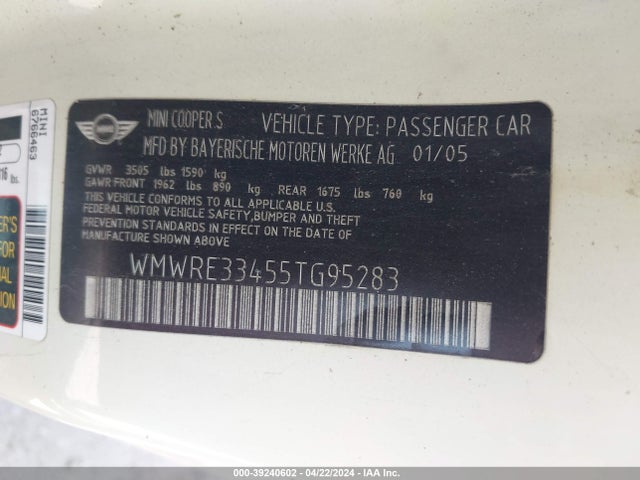 MINI COOPER S VEHICLE TYPE: PASSENGER CAR
MFD BY BAYERISCHE MOTOREN WERKE AG 01/05
GVWR 3505 lbs 1590 kg
GAWR FRONT 1962 lbs 890 kg REAR 1675 lbs 760 kg
THIS VEHICLE CONFORMS TO ALL APPLICABLE U.S.
FEDERAL MOTOR VEHICLE SAFETY,BUMPER AND THEFT
PREVENTION STANDARDS IN EFFECT ON THE DATE OF
MANUFACTURE SHOWN ABOVE
WMWRE33455TG95283
MINI
6766463
lbs.
FOR
000-39240602 - 04/22/2024 - IAA Inc.